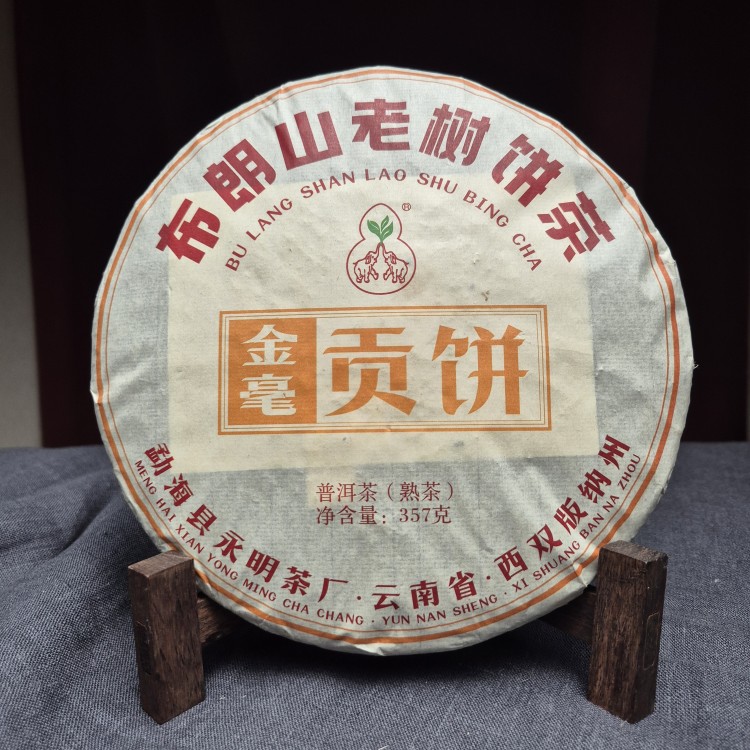 布朗山老树饼茶
BU LANG SHAN LAO SHU BING CHA
®
金毫
贡饼
普洱茶（熟茶）
净含量：357克
勐海县永明茶厂·云南省·西双版纳州
MENG HAI XIAN YONG MING CHA CHANG · YUN NAN SHENG · XI SHUANG BAN NA ZHOU